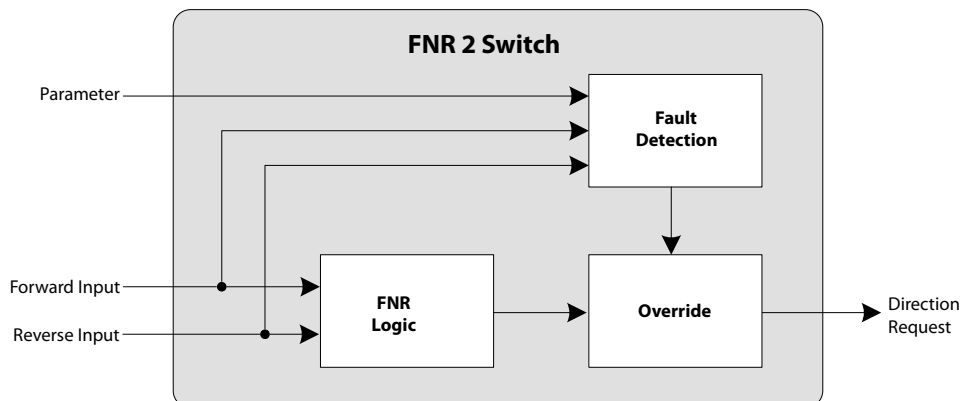 FNR 2 Switch
Parameter
Fault
Detection
Forward Input
Reverse Input
FNR
Logic
Override
Direction
Request